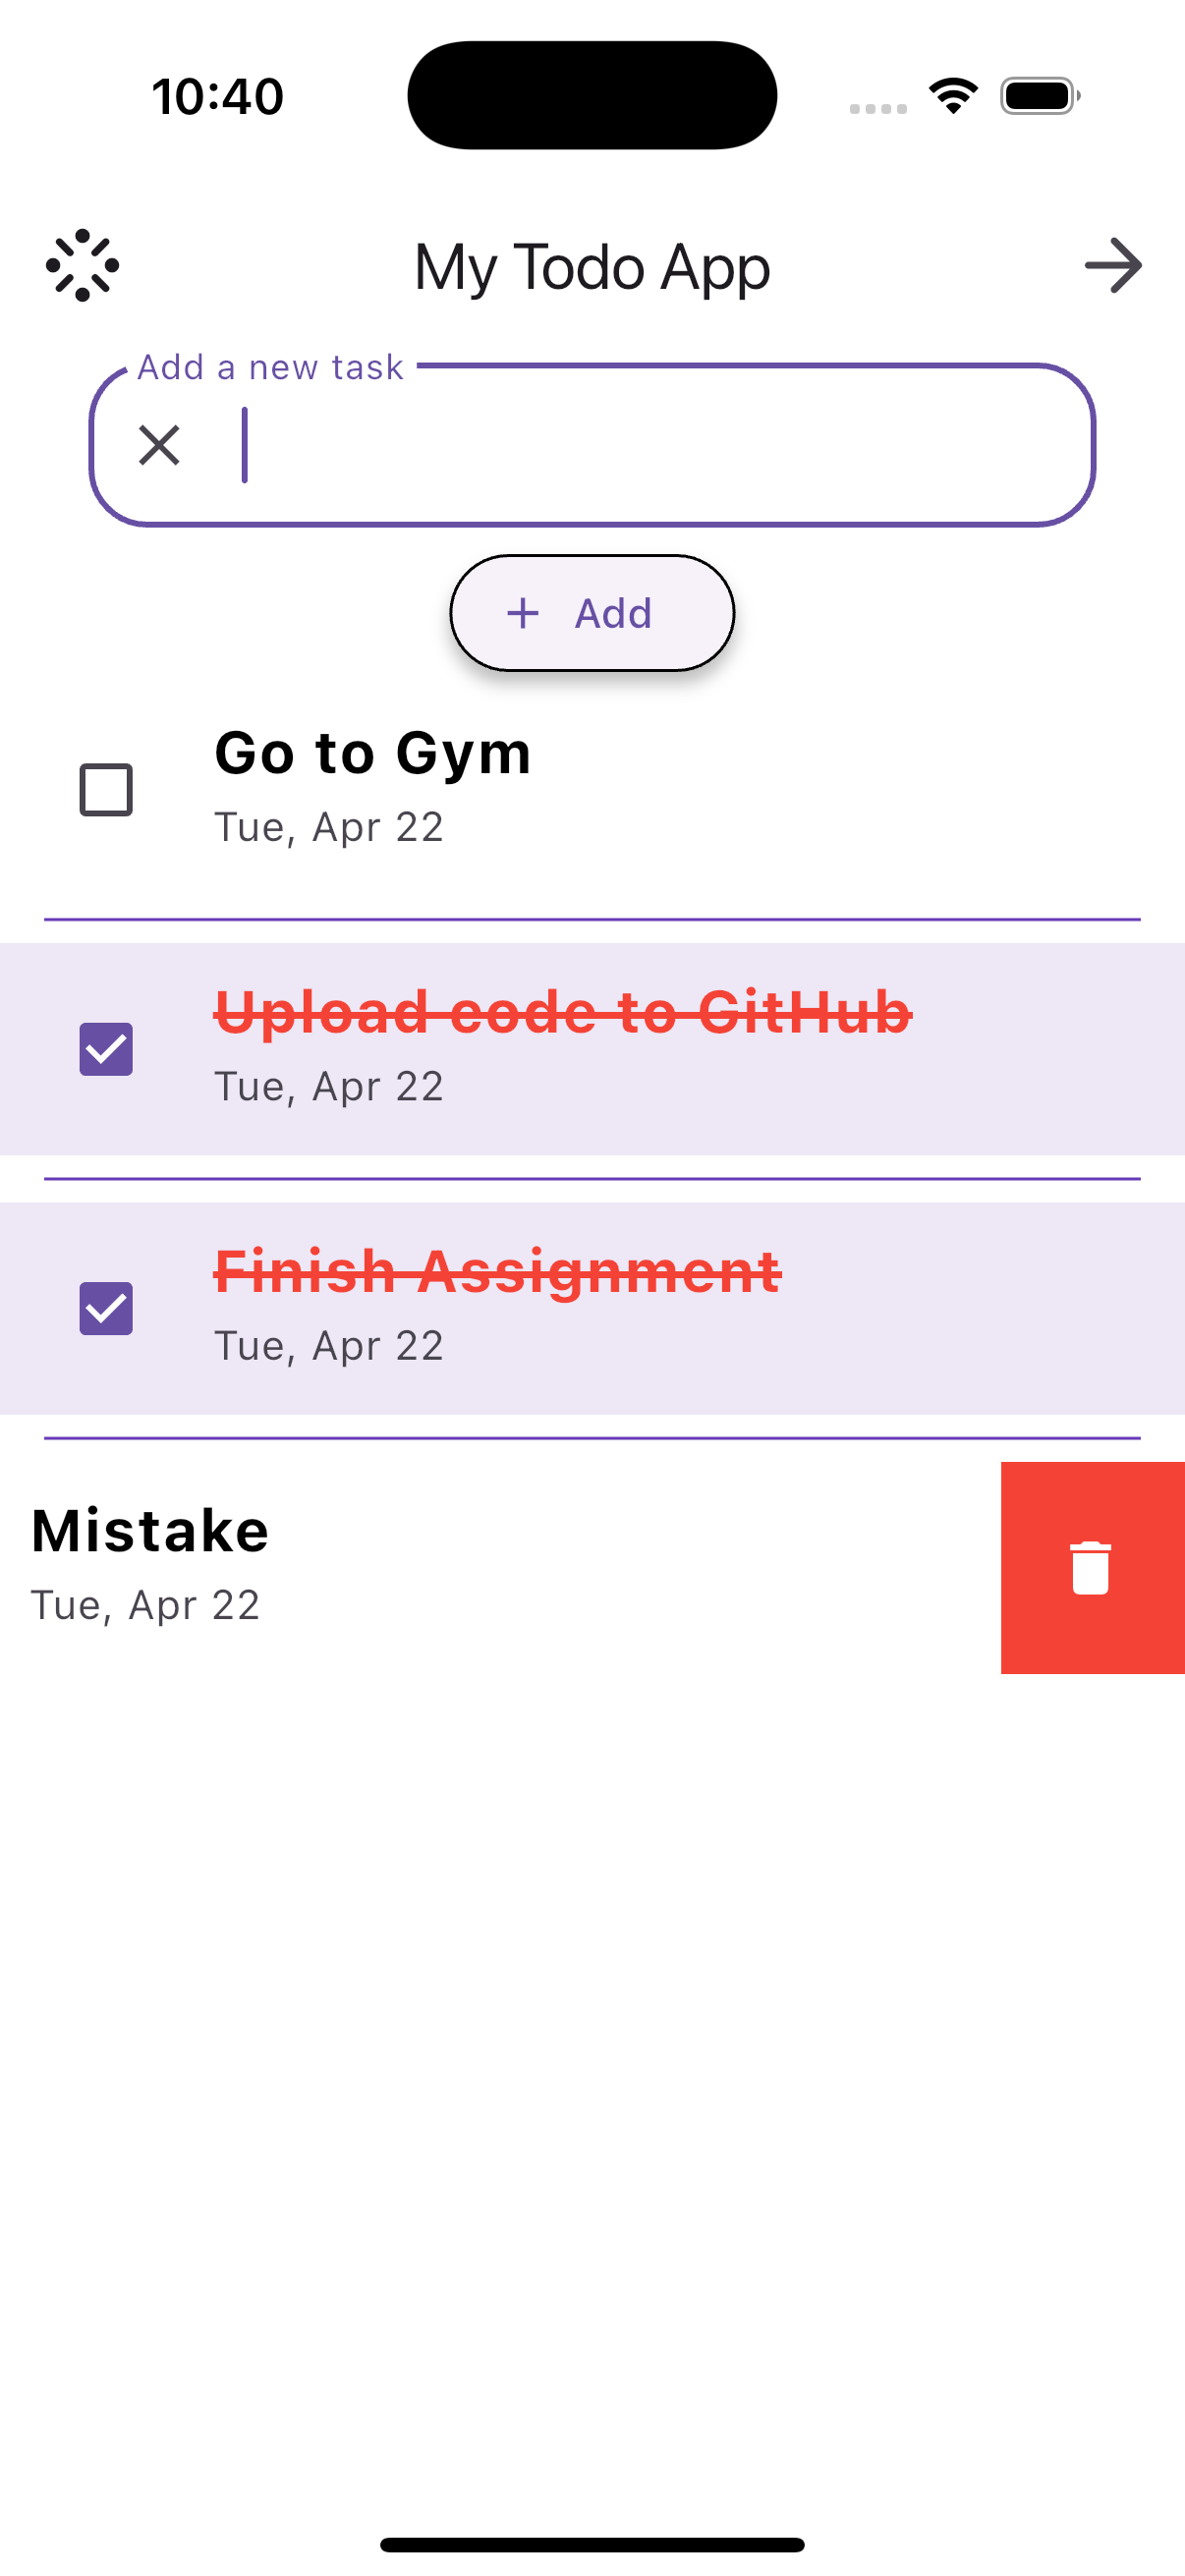 10:40
My Todo App
Add a new task
Add
Go to Gym
Tue, Apr 22
Upload code to GitHub
Tue, Apr 22
Finish Assignment
Tue, Apr 22
Mistake
Tue, Apr 22